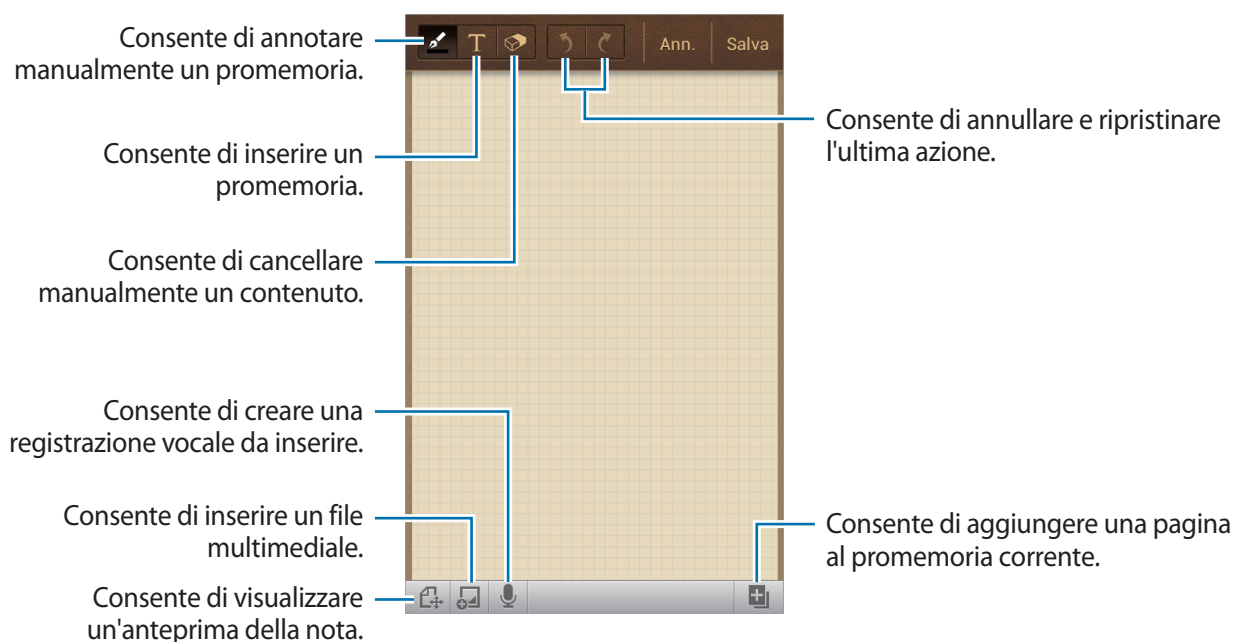 Consente di annotare
manualmente un promemoria.
T
Ann.
Salva
Consente di annullare e ripristinare
l'ultima azione.
Consente di inserire un
promemoria.
Consente di cancellare
manualmente un contenuto.
Consente di creare una
registrazione vocale da inserire.
Consente di inserire un file
multimediale.
Consente di aggiungere una pagina
al promemoria corrente.
Consente di visualizzare
un'anteprima della nota.